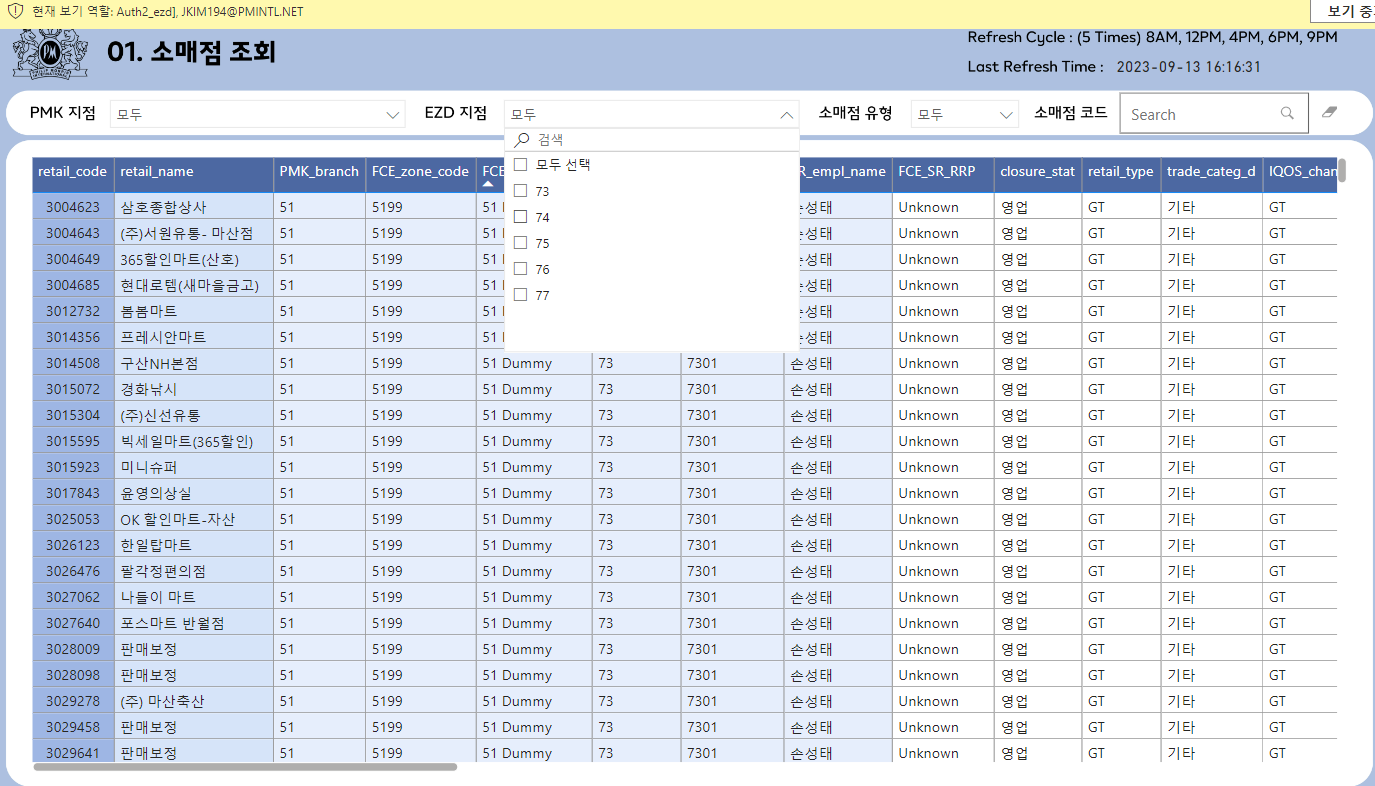 현재 보기 역할: Auth2_ezd], JKIM194@PMINTL.NET
보기 중
01. 소매점 조회
Refresh Cycle : (5 Times) 8AM, 12PM, 4PM, 6PM, 9PM
Last Refresh Time : 2023-09-13 16:16:31
PMK 지점 모두 EZD 지점 모두 소매점 유형 모두 소매점 코드 Search
검색
모두 선택
73
74
75
76
77
retail_code retail_name PMK_branch FCE_zone_code FCE R_empl_name FCE_SR_RRP closure_stat retail_type trade_categ_d IQOS_chan
3004623 삼호종합상사 51 5199 51 손성태 Unknown 영업 GT 기타 GT
3004643 (주)서원유통- 마산점 51 5199 51 손성태 Unknown 영업 GT 기타 GT
3004649 365할인마트(산호) 51 5199 51 손성태 Unknown 영업 GT 기타 GT
3004685 현대로템(새마을금고) 51 5199 51 손성태 Unknown 영업 GT 기타 GT
3012732 봄봄마트 51 5199 51 손성태 Unknown 영업 GT 기타 GT
3014356 프레시안마트 51 5199 51 손성태 Unknown 영업 GT 기타 GT
3014508 구산NH본점 51 5199 51 Dummy 73 7301 손성태 Unknown 영업 GT 기타 GT
3015072 경화낚시 51 5199 51 Dummy 73 7301 손성태 Unknown 영업 GT 기타 GT
3015304 (주)신선유통 51 5199 51 Dummy 73 7301 손성태 Unknown 영업 GT 기타 GT
3015595 빅세일마트(365할인) 51 5199 51 Dummy 73 7301 손성태 Unknown 영업 GT 기타 GT
3015923 미니슈퍼 51 5199 51 Dummy 73 7301 손성태 Unknown 영업 GT 기타 GT
3017843 윤영의상실 51 5199 51 Dummy 73 7301 손성태 Unknown 영업 GT 기타 GT
3025053 OK 할인마트-자산 51 5199 51 Dummy 73 7301 손성태 Unknown 영업 GT 기타 GT
3026123 한일탑마트 51 5199 51 Dummy 73 7301 손성태 Unknown 영업 GT 기타 GT
3026476 팔각정편의점 51 5199 51 Dummy 73 7301 손성태 Unknown 영업 GT 기타 GT
3027062 나들이 마트 51 5199 51 Dummy 73 7301 손성태 Unknown 영업 GT 기타 GT
3027640 포스마트 반월점 51 5199 51 Dummy 73 7301 손성태 Unknown 영업 GT 기타 GT
3028009 판매보정 51 5199 51 Dummy 73 7301 손성태 Unknown 영업 GT 기타 GT
3028098 판매보정 51 5199 51 Dummy 73 7301 손성태 Unknown 영업 GT 기타 GT
3029278 (주) 마산축산 51 5199 51 Dummy 73 7301 손성태 Unknown 영업 GT 기타 GT
3029458 판매보정 51 5199 51 Dummy 73 7301 손성태 Unknown 영업 GT 기타 GT
3029641 판매보정 51 5199 51 Dummy 73 7301 손성태 Unknown 영업 GT 기타 GT